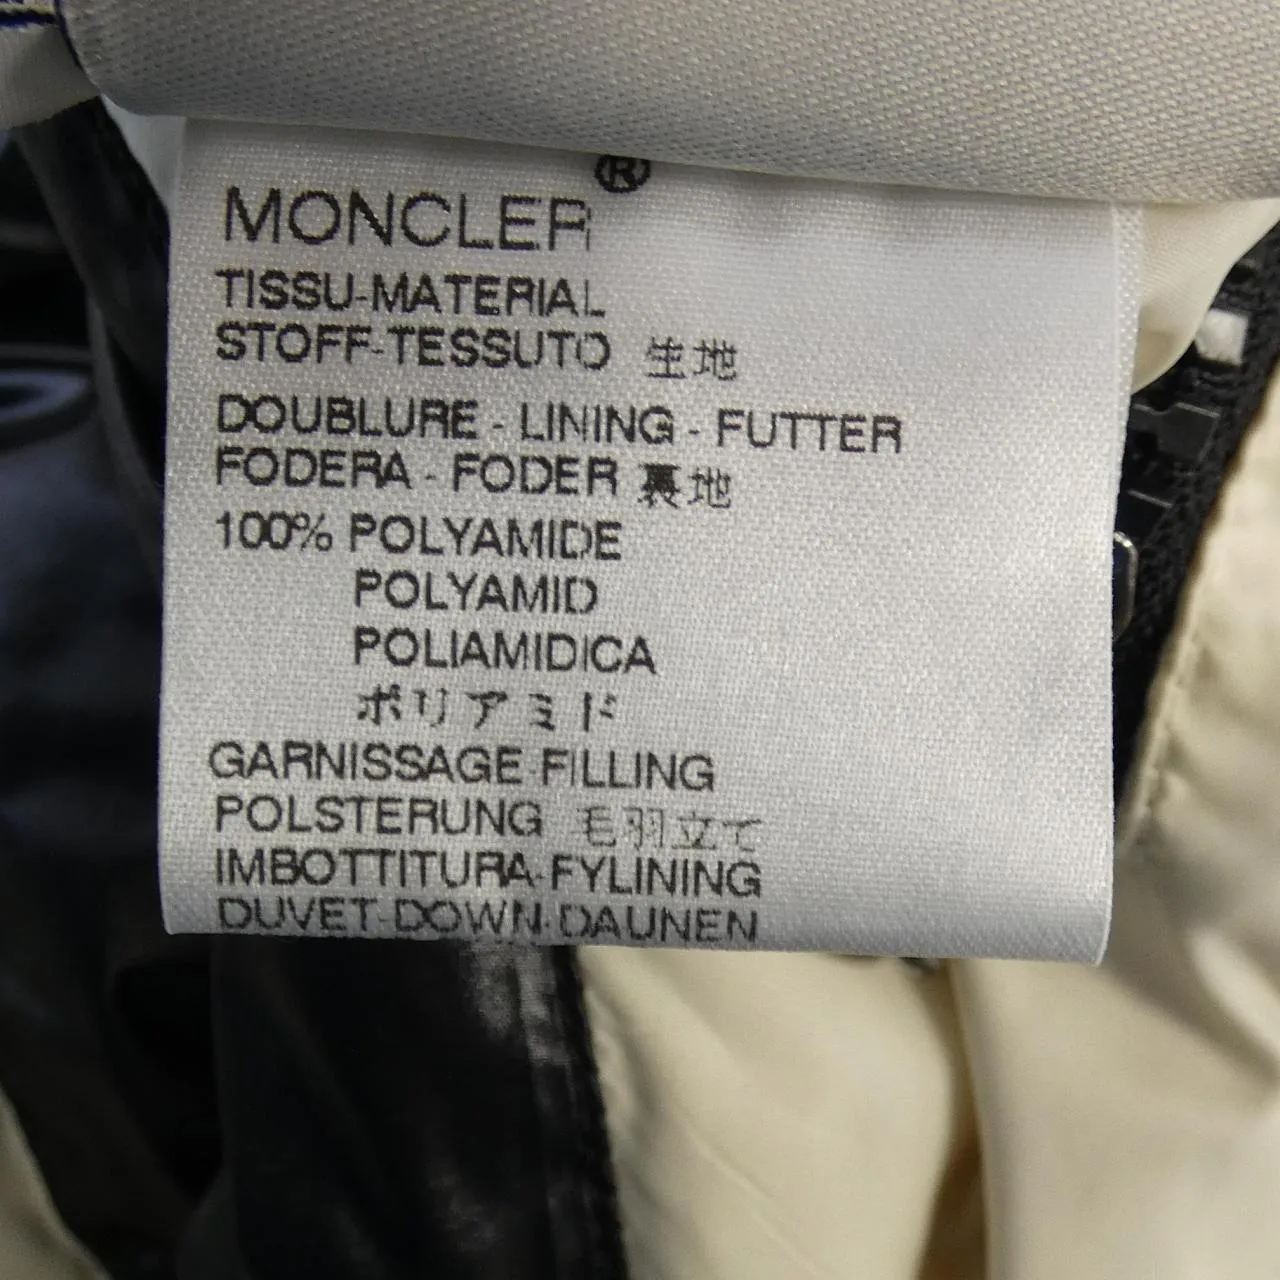 ®
MONCLER
TISSU-MATERIAL
STOFF-TESSUTO 生地
DOUBLURE - LINING - FUTTER
FODERA - FODER 裏地
100% POLYAMIDE
POLYAMID
POLIAMIDICA
ポリアミド
GARNISSAGE-FILLING
POLSTERUNG 毛羽立て
IMBOTTITURA-FYLINING
DUVET-DOWN-DAUNEN